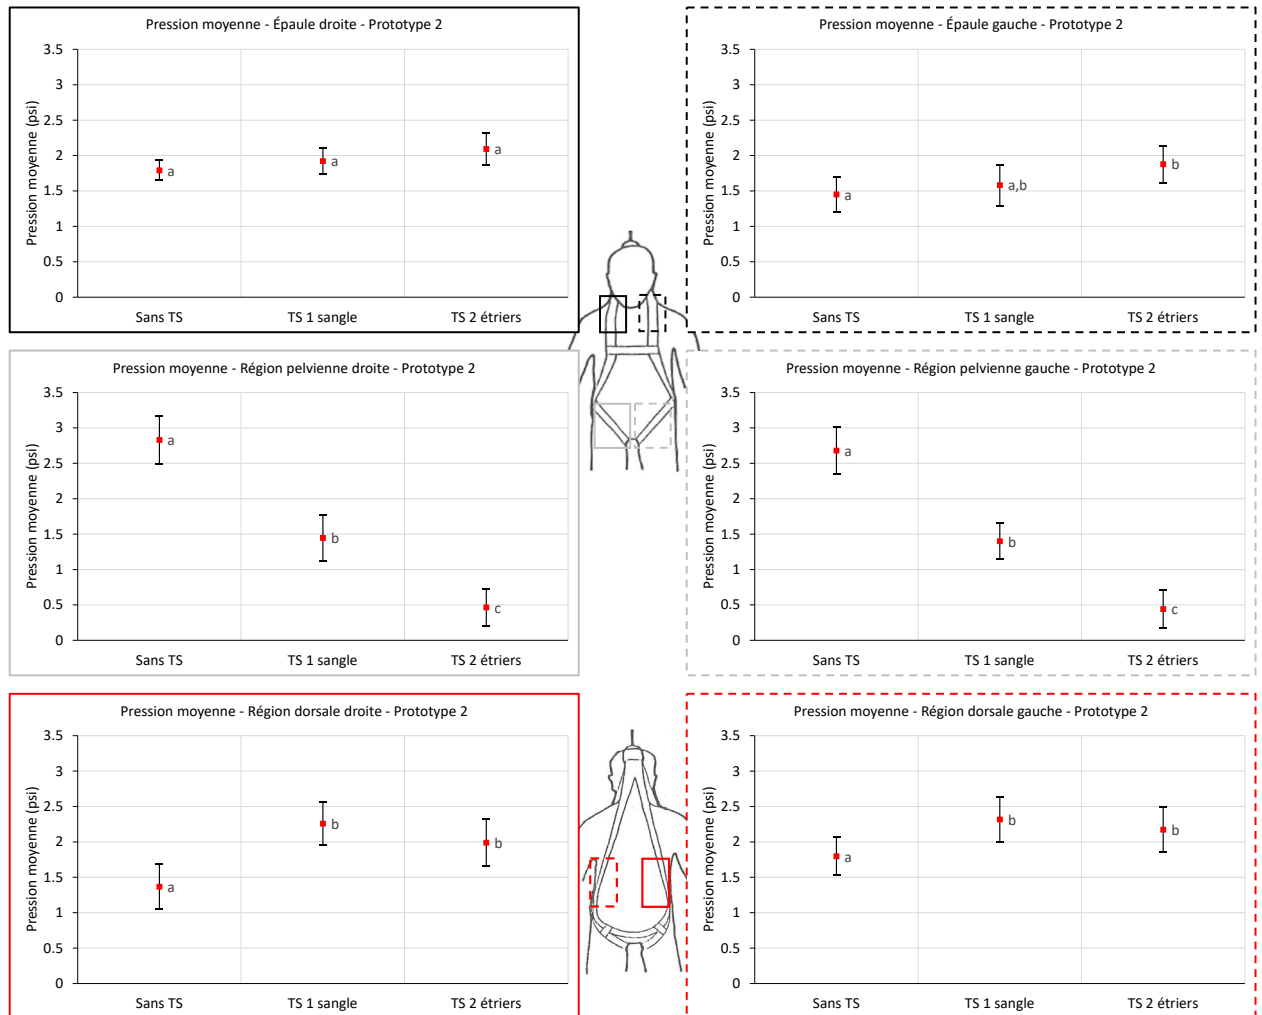 Pression moyenne - Épaule droite - Prototype 2
Pression moyenne (psi)
3.5
3
2.5
2
1.5
1
0.5
0
a
a
a
Sans TS TS 1 sangle TS 2 étriers
Pression moyenne - Épaule gauche - Prototype 2
Pression moyenne (psi)
3.5
3
2.5
2
1.5
1
0.5
0
a
a,b
b
Sans TS TS 1 sangle TS 2 étriers
Pression moyenne - Région pelvienne droite - Prototype 2
Pression moyenne (psi)
3.5
3
2.5
2
1.5
1
0.5
0
a
b
c
Sans TS TS 1 sangle TS 2 étriers
Pression moyenne - Région pelvienne gauche - Prototype 2
Pression moyenne (psi)
3.5
3
2.5
2
1.5
1
0.5
0
a
b
c
Sans TS TS 1 sangle TS 2 étriers
Pression moyenne - Région dorsale droite - Prototype 2
Pression moyenne (psi)
3.5
3
2.5
2
1.5
1
0.5
0
a
b
b
Sans TS TS 1 sangle TS 2 étriers
Pression moyenne - Région dorsale gauche - Prototype 2
Pression moyenne (psi)
3.5
3
2.5
2
1.5
1
0.5
0
a
b
b
Sans TS TS 1 sangle TS 2 étriers